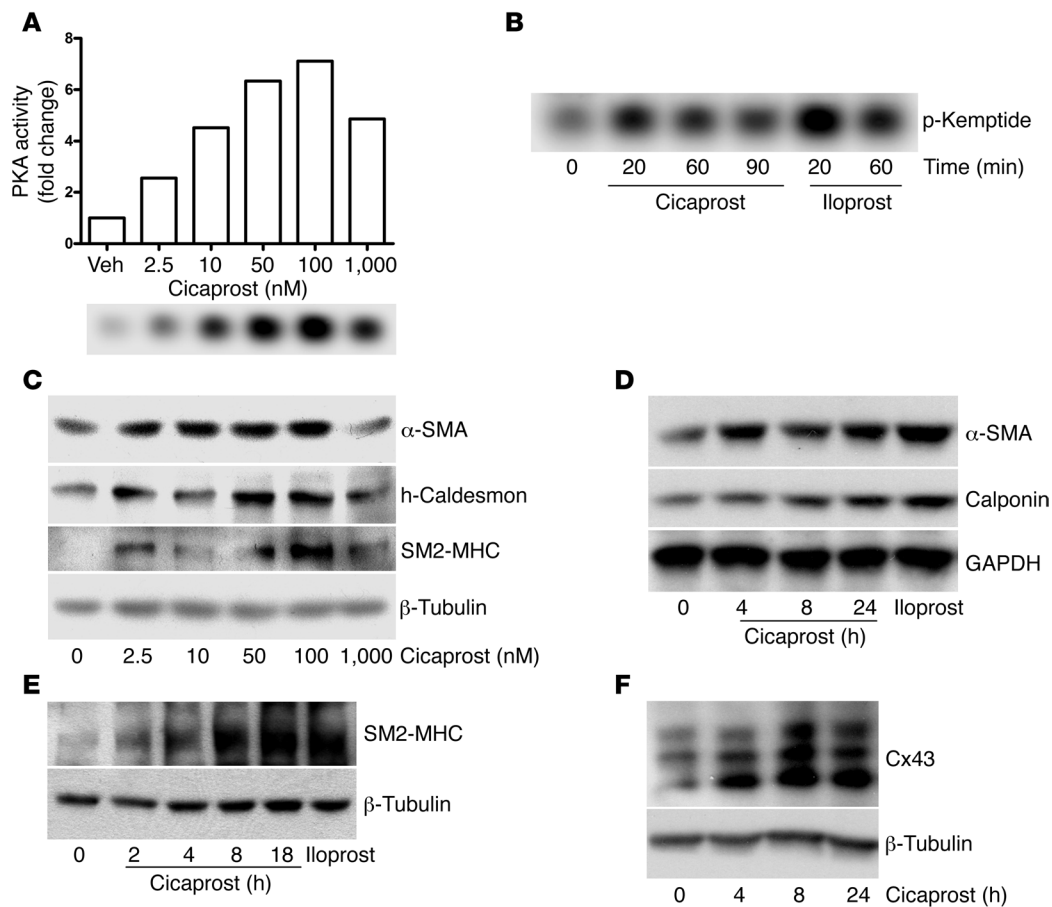 A
PKA activity
(fold change)
8
6
4
2
0
Veh 2.5 10 50 100 1,000
Cicaprost (nM)
B
p-Kemptide
0 20 60 90 20 60 Time (min)
Cicaprost Iloprost
C
α-SMA
h-Caldesmon
SM2-MHC
β-Tubulin
0 2.5 10 50 100 1,000 Cicaprost (nM)
D
α-SMA
Calponin
GAPDH
0 4 8 24 Iloprost
Cicaprost (h)
E
SM2-MHC
β-Tubulin
0 2 4 8 18 Iloprost
Cicaprost (h)
F
Cx43
β-Tubulin
0 4 8 24 Cicaprost (h)